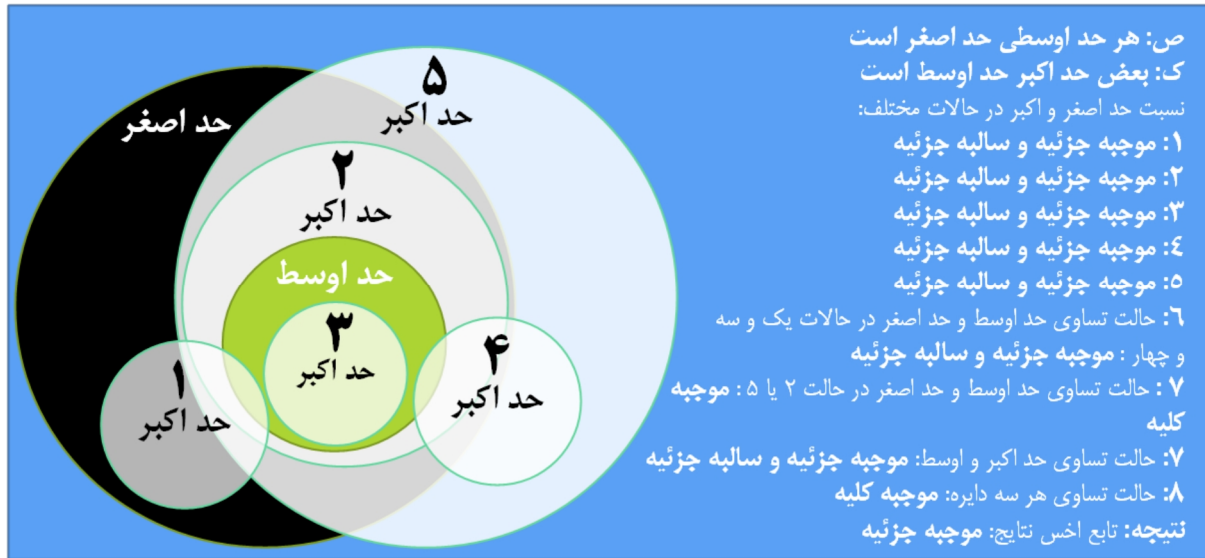 ص: هر حد اوسطی حد اصغر است
ک: بعض حد اکبر حد اوسط است
نسبت حد اصغر و اکبر در حالات مختلف:
۱: موجبه جزئیه و سالبه جزئیه
۲: موجبه جزئیه و سالبه جزئیه
۳: موجبه جزئیه و سالبه جزئیه
٤: موجبه جزئیه و سالبه جزئیه
۵: موجبه جزئیه و سالبه جزئیه
٦: حالت تساوی حد اوسط و حد اصغر در حالات یک و سه
و چهار : موجبه جزئیه و سالبه جزئیه
۷ : حالت تساوی حد اوسط و حد اصغر در حالت ۲ یا ۵ : موجبه
کلیه
۷: حالت تساوی حد اکبر و اوسط: موجبه جزئیه و سالبه جزئیه
۸: حالت تساوی هر سه دایره: موجبه کلیه
نتیجه: تابع اخس نتایج: موجبه جزئیه
۵
حد اکبر
حد اصغر
۲
حد اکبر
حد اوسط
۳
حد اکبر
۴
حد اکبر
۱
حد اکبر